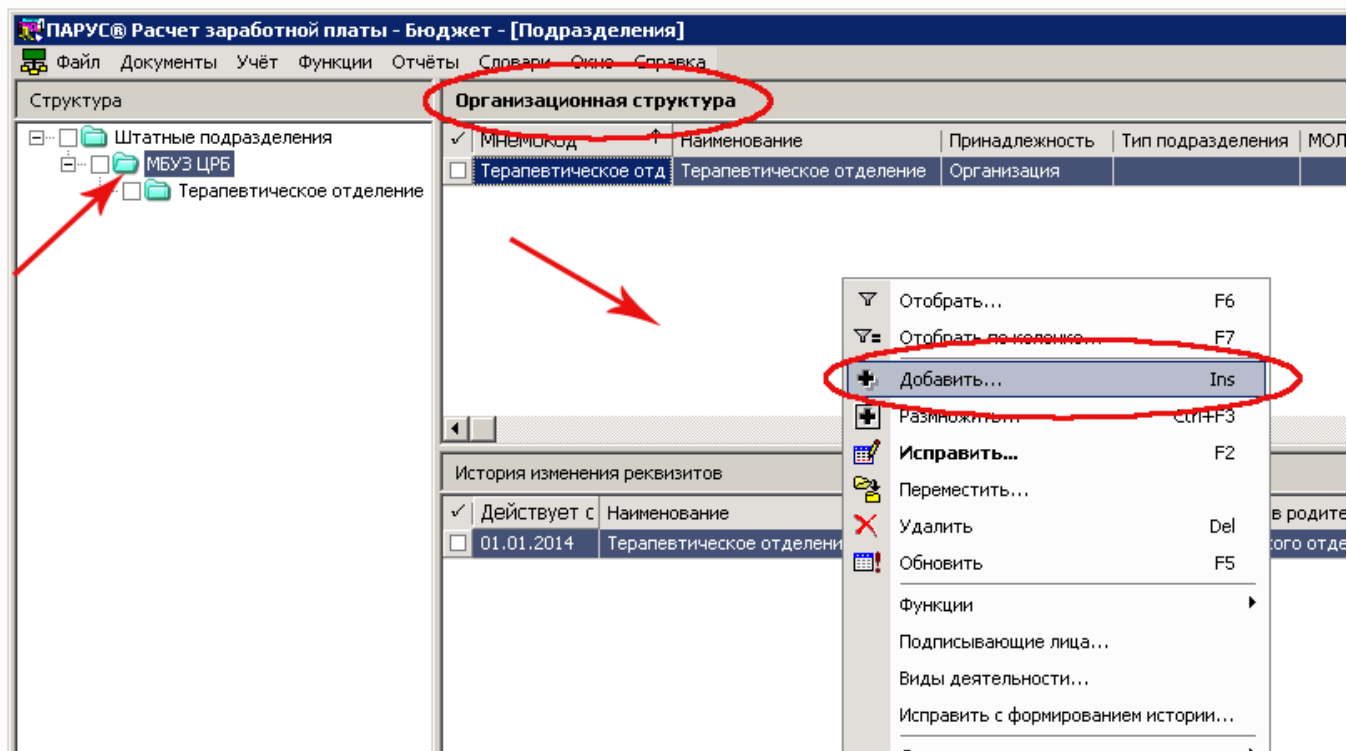 ПАРУС® Расчет заработной платы - Бюджет - [Подразделения]
Файл Документы Учёт Функции Отчёты Словари Окно Справка
Структура
Организационная структура
Штатные подразделения
МБУЗ ЦРБ
Терапевтическое отделение
Мнемокод Наименование Принадлежность Тип подразделения МОЛ
Терапевтическое отд Терапевтическое отделение Организация
Отобрать... F6
Отобрать по колонке... F7
Добавить... Ins
Размножить... Ctrl+F3
Исправить... F2
Переместить...
Удалить Del
Обновить F5
Функции
Подписывающие лица...
Виды деятельности...
Исправить с формированием истории...
История изменения реквизитов
Действует с Наименование в родите
01.01.2014 Терапевтическое отделени ого отде